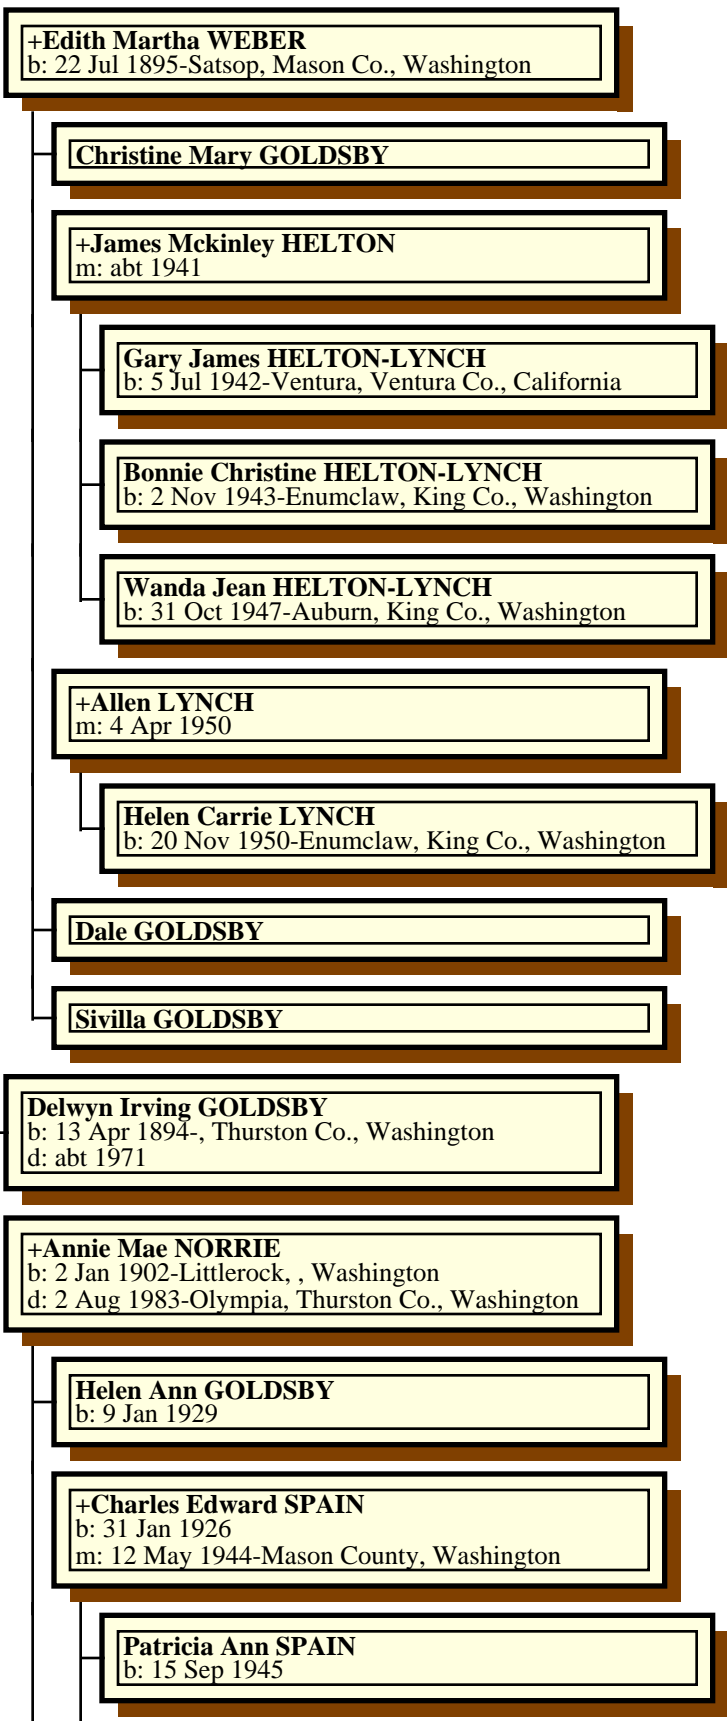 +Edith Martha WEBER
b: 22 Jul 1895-Satsop, Mason Co., Washington
Christine Mary GOLDSBY
+James Mckinley HELTON
m: abt 1941
Gary James HELTON-LYNCH
b: 5 Jul 1942-Ventura, Ventura Co., California
Bonnie Christine HELTON-LYNCH
b: 2 Nov 1943-Enumclaw, King Co., Washington
Wanda Jean HELTON-LYNCH
b: 31 Oct 1947-Auburn, King Co., Washington
+Allen LYNCH
m: 4 Apr 1950
Helen Carrie LYNCH
b: 20 Nov 1950-Enumclaw, King Co., Washington
Dale GOLDSBY
Sivilla GOLDSBY
Delwyn Irving GOLDSBY
b: 13 Apr 1894-, Thurston Co., Washington
d: abt 1971
+Annie Mae NORRIE
b: 2 Jan 1902-Littlerock, , Washington
d: 2 Aug 1983-Olympia, Thurston Co., Washington
Helen Ann GOLDSBY
b: 9 Jan 1929
+Charles Edward SPAIN
b: 31 Jan 1926
m: 12 May 1944-Mason County, Washington
Patricia Ann SPAIN
b: 15 Sep 1945